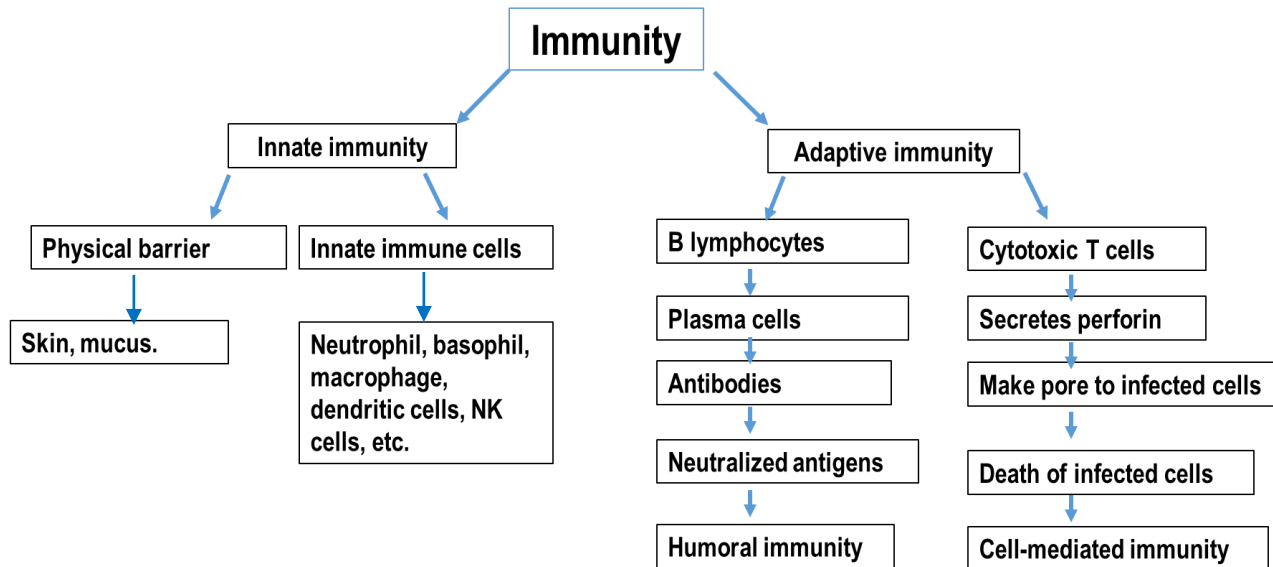 Immunity
Innate immunity
Adaptive immunity
Physical barrier
Innate immune cells
B lymphocytes
Cytotoxic T cells
Skin, mucus.
Neutrophil, basophil,
macrophage,
dendritic cells, NK
cells, etc.
Plasma cells
Secretes perforin
Antibodies
Make pore to infected cells
Neutralized antigens
Death of infected cells
Humoral immunity
Cell-mediated immunity